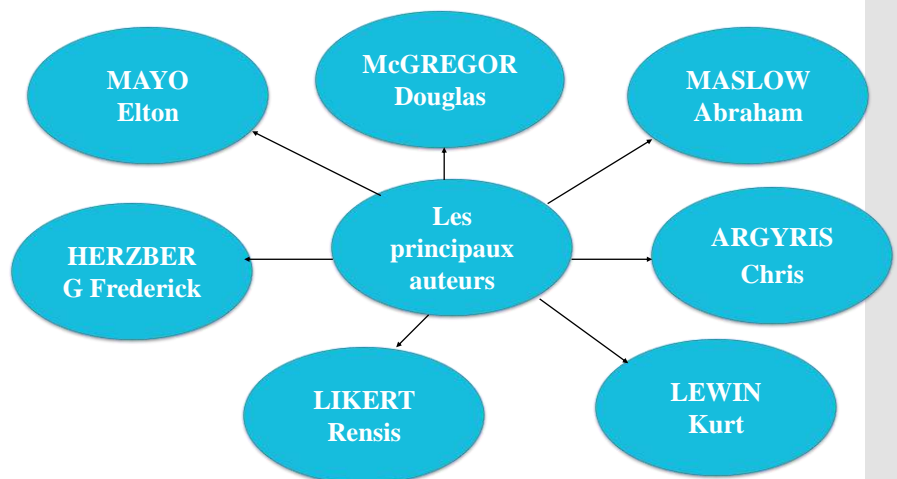 MAYO
Elton
McGREGOR
Douglas
MASLOW
Abraham
HERZBER
G Frederick
Les
principaux
auteurs
ARGYRIS
Chris
LIKERT
Rensis
LEWIN
Kurt